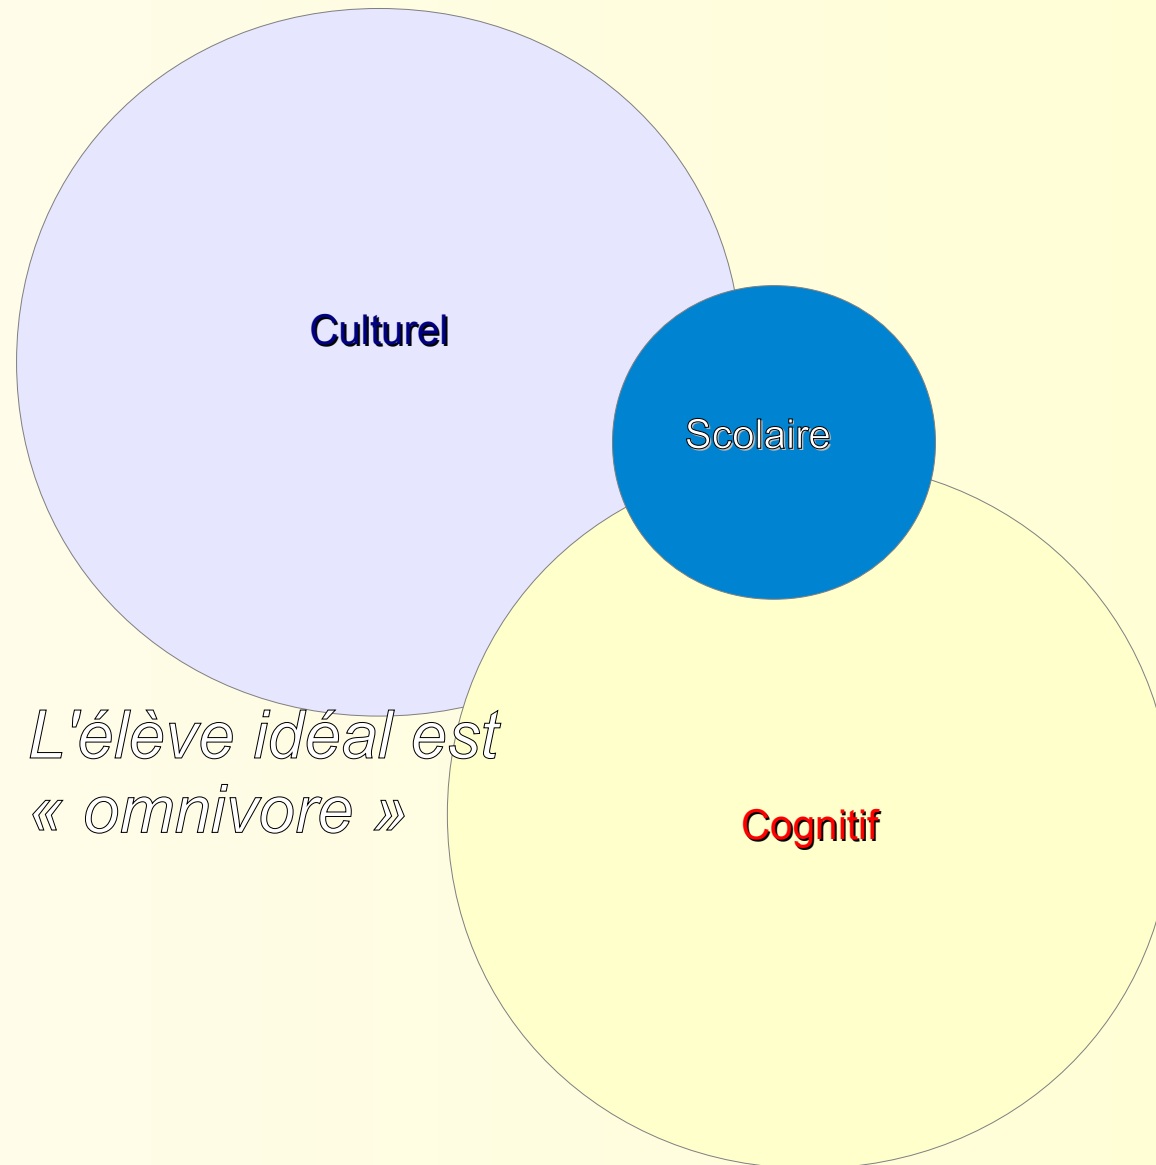 Culturel
Scolaire
L'élève idéal est
« omnivore »
Cognitif